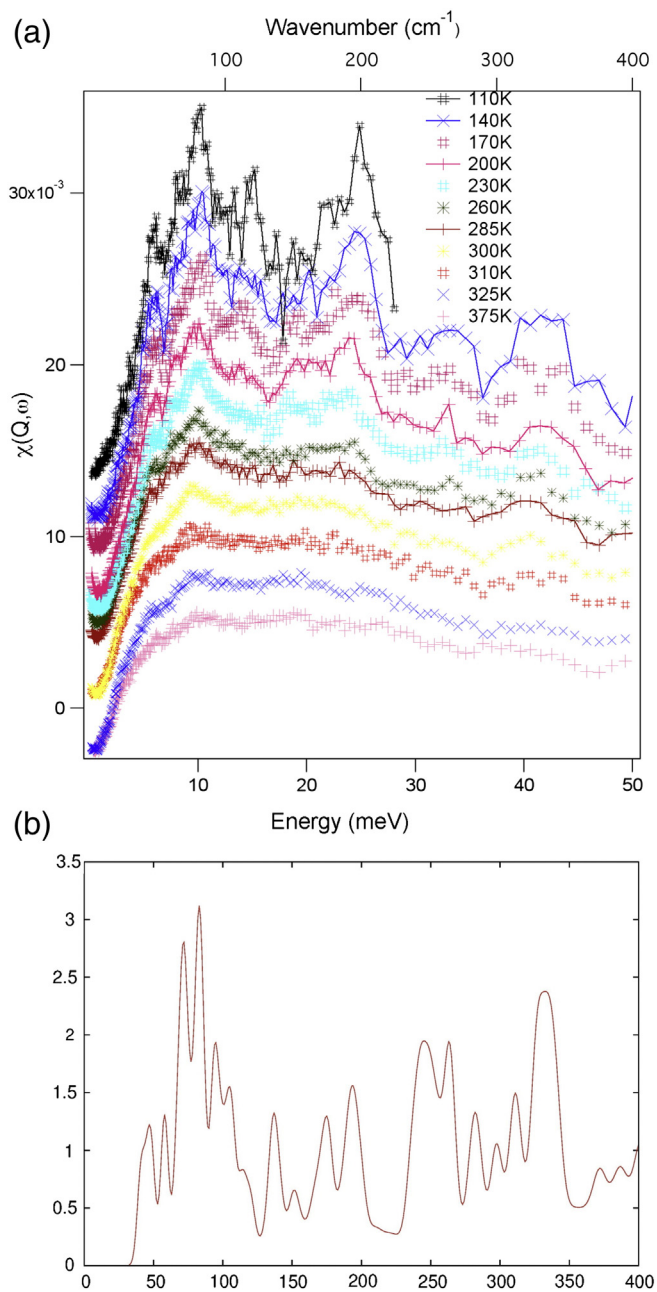 (a)
Wavenumber (cm-1)
100 200 300 400
110K
140K
170K
200K
230K
260K
285K
300K
310K
325K
375K
30x10-3
20
10
0
χ(Q,ω)
10 20 30 40 50
Energy (meV)
(b)
3.5
3
2.5
2
1.5
1
0.5
0
0 50 100 150 200 250 300 350 400